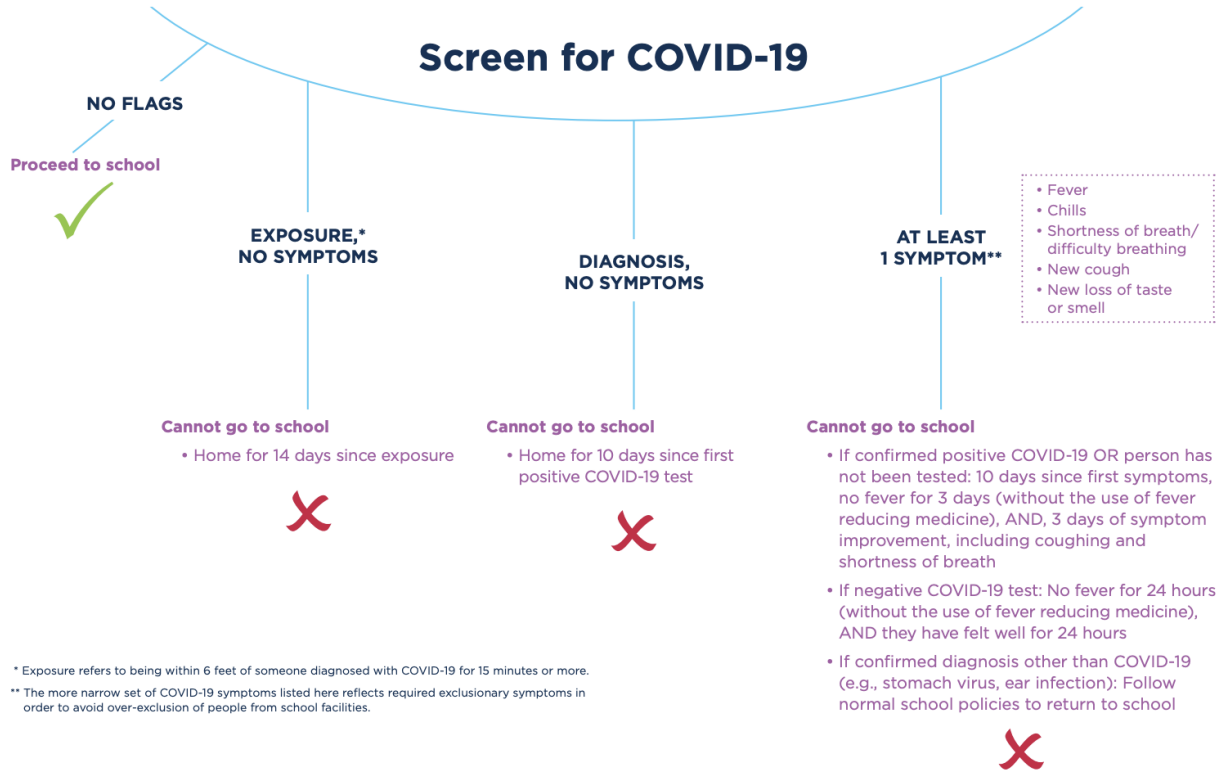 Screen for COVID-19
NO FLAGS
Proceed to school
EXPOSURE,*
NO SYMPTOMS
Cannot go to school
• Home for 14 days since exposure
DIAGNOSIS,
NO SYMPTOMS
Cannot go to school
• Home for 10 days since first
positive COVID-19 test
AT LEAST
1 SYMPTOM**
• Fever
• Chills
• Shortness of breath/
difficulty breathing
• New cough
• New loss of taste
or smell
Cannot go to school
• If confirmed positive COVID-19 OR person has
not been tested: 10 days since first symptoms,
no fever for 3 days (without the use of fever
reducing medicine), AND, 3 days of symptom
improvement, including coughing and
shortness of breath
• If negative COVID-19 test: No fever for 24 hours
(without the use of fever reducing medicine),
AND they have felt well for 24 hours
• If confirmed diagnosis other than COVID-19
(e.g., stomach virus, ear infection): Follow
normal school policies to return to school
* Exposure refers to being within 6 feet of someone diagnosed with COVID-19 for 15 minutes or more.
** The more narrow set of COVID-19 symptoms listed here reflects required exclusionary symptoms in
order to avoid over-exclusion of people from school facilities.